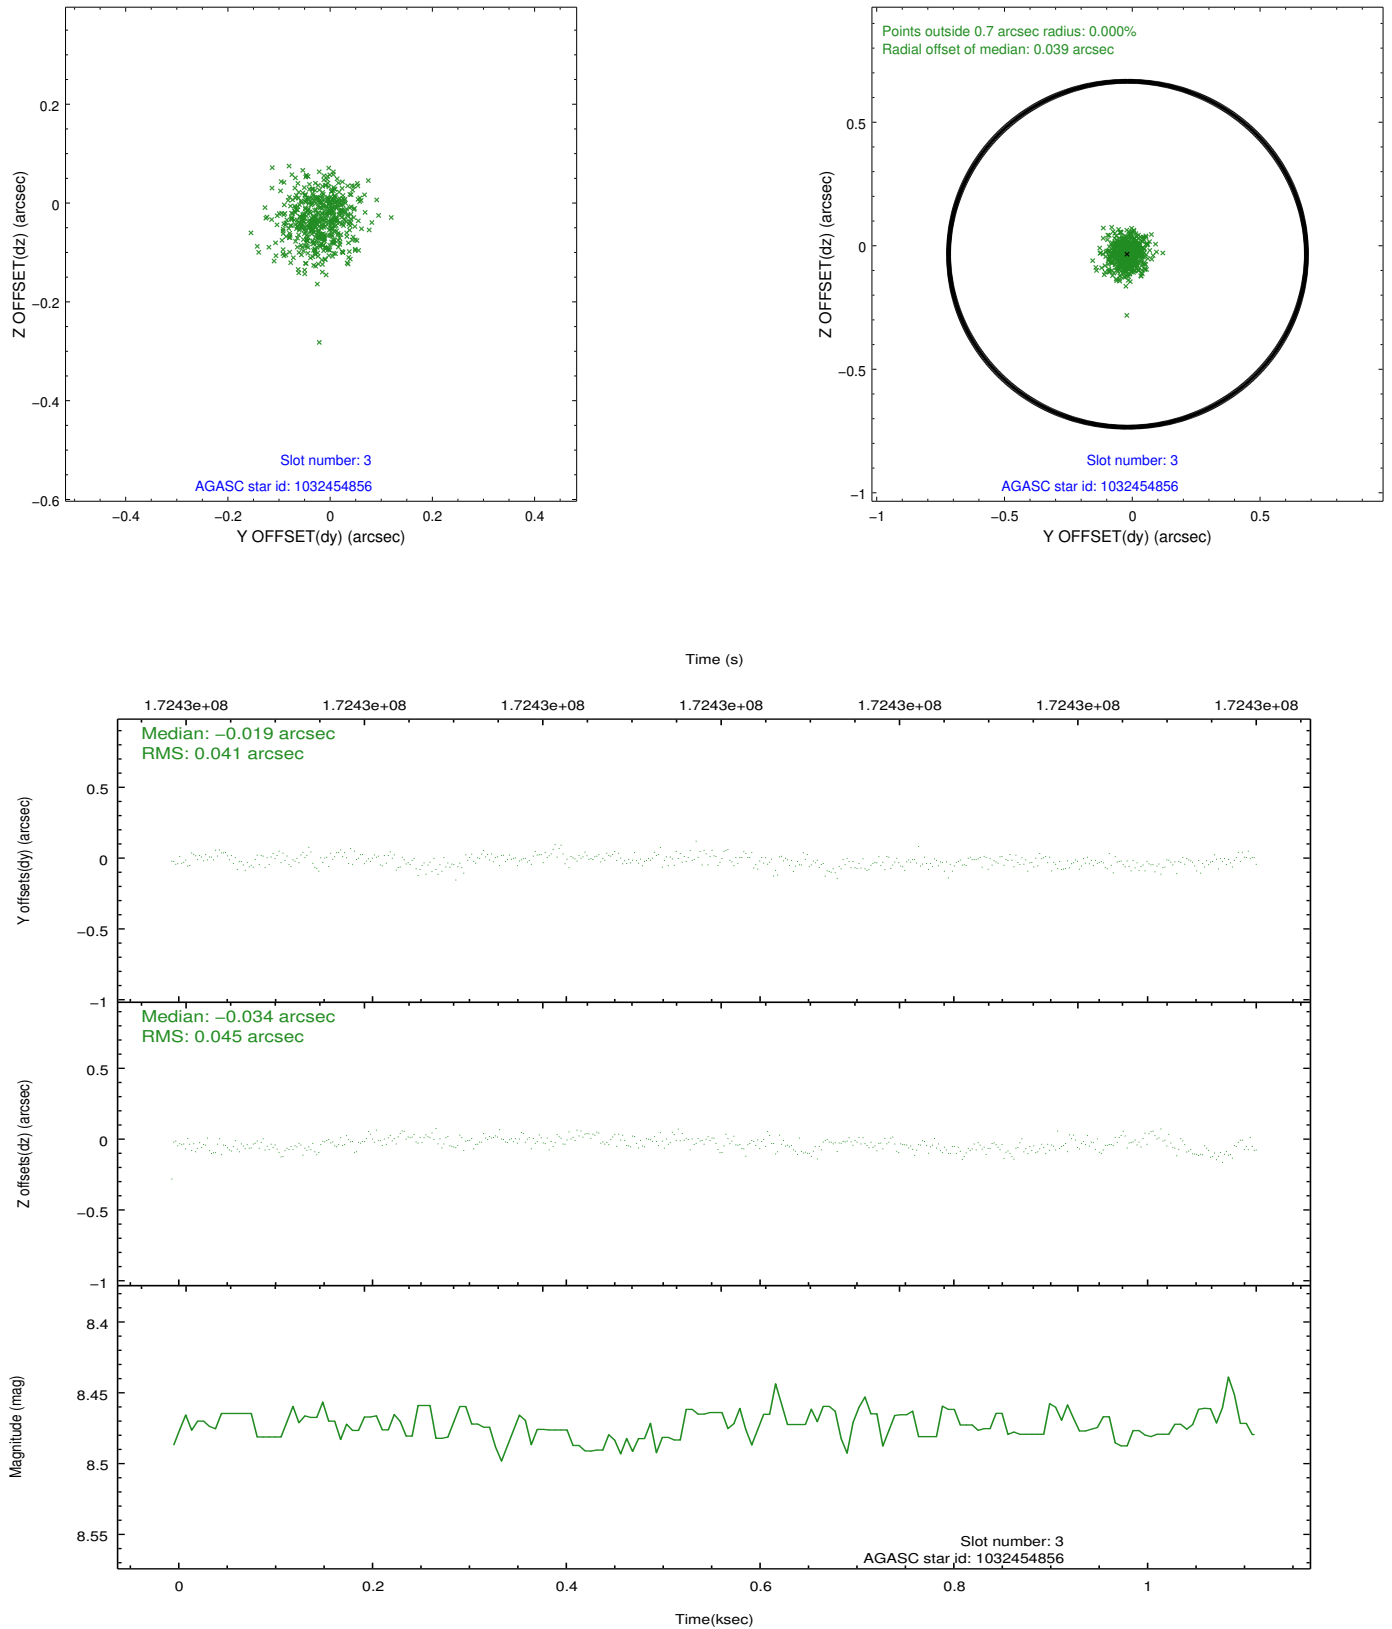 0.2
0
−0.2
−0.4
−0.6
Z OFFSET(dz) (arcsec)
Slot number: 3
AGASC star id: 1032454856
−0.4
−0.2
0
0.2
0.4
Y OFFSET(dy) (arcsec)
Points outside 0.7 arcsec radius: 0.000%
Radial offset of median: 0.039 arcsec
0.5
0
−0.5
−1
Z OFFSET(dz) (arcsec)
Slot number: 3
AGASC star id: 1032454856
−1
−0.5
0
0.5
Y OFFSET(dy) (arcsec)
Time (s)
1.7243e+08 1.7243e+08 1.7243e+08 1.7243e+08 1.7243e+08 1.7243e+08 1.7243e+08
Median: −0.019 arcsec
RMS: 0.041 arcsec
0.5
0
−0.5
−1
Y offsets(dy) (arcsec)
Median: −0.034 arcsec
RMS: 0.045 arcsec
0.5
0
−0.5
−1
Z offsets(dz) (arcsec)
8.4
8.45
8.5
8.55
Magnitude (mag)
Slot number: 3
AGASC star id: 1032454856
0
0.2
0.4
0.6
0.8
1
Time(ksec)